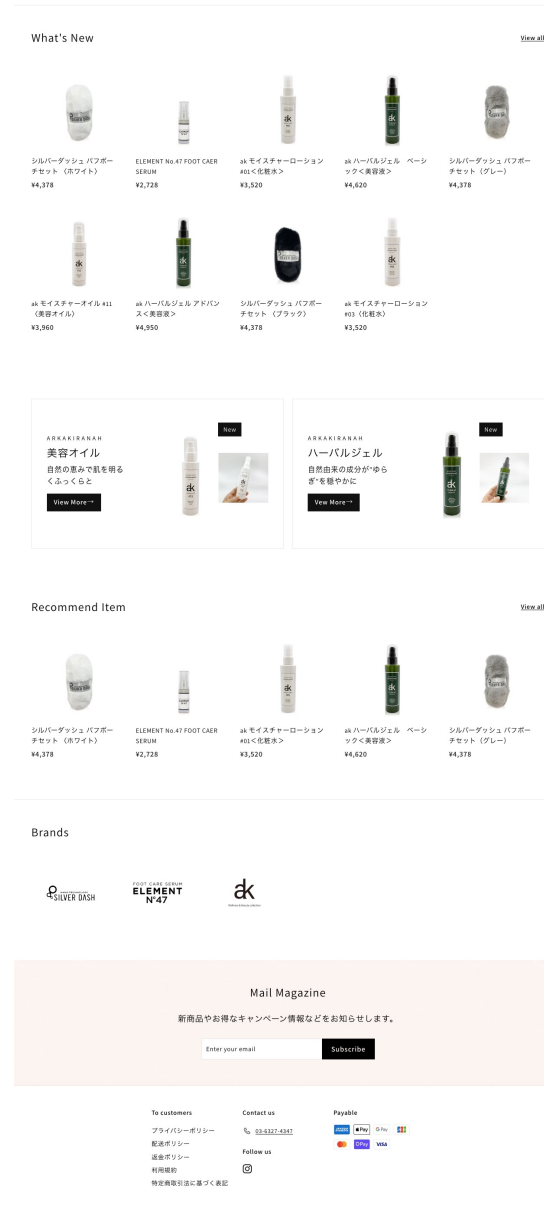 What's New
View all
シルバーダッシュ パフポー
チセット 〈ホワイト〉
¥4,378
ELEMENT No.47 FOOT CAER
SERUM
¥2,728
ak モイスチャーローション
#01＜化粧水＞
¥3,520
ak ハーバルジェル　ベーシ
ック＜美容液＞
¥4,620
シルバーダッシュ パフポー
チセット（グレー）
¥4,378
ak モイスチャーオイル #11
〈美容オイル〉
¥3,960
ak ハーバルジェル アドバン
ス＜美容液＞
¥4,950
シルバーダッシュ パフポー
チセット 〈ブラック〉
¥4,378
ak モイスチャーローション
#03〈化粧水〉
¥3,520
ARKAKIRANAH
美容オイル
自然の恵みで肌を明る
くふっくらと
View More→
New
ak
ARKAKIRANAH
ハーバルジェル
自然由来の成分が"ゆら
ぎ"を穏やかに
View More→
New
ak
Recommend Item
View all
シルバーダッシュ パフポー
チセット 〈ホワイト〉
¥4,378
ELEMENT No.47 FOOT CAER
SERUM
¥2,728
ak モイスチャーローション
#01＜化粧水＞
¥3,520
ak ハーバルジェル　ベーシ
ック＜美容液＞
¥4,620
シルバーダッシュ パフポー
チセット（グレー）
¥4,378
Brands
SILVER DASH
FOOT CARE SERUM
ELEMENT
N°47
ak
Mail Magazine
新商品やお得なキャンペーン情報などをお知らせします。
Enter your email
Subscribe
To customers
プライバシーポリシー
配送ポリシー
返金ポリシー
利用規約
特定商取引法に基づく表記
Contact us
03-6327-4347
Follow us
Payable
Pay
G Pay
JCB
OPay
VISA